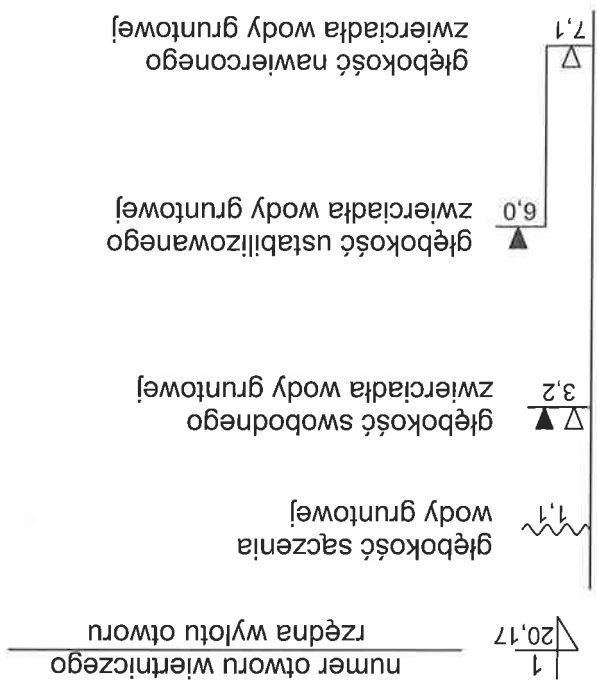 1
20,17
numer otworu wiertniczego
rzędna wylotu otworu
1,1
głębokość sączenia
wody gruntowej
3,2
głębokość swobodnego
zwierciadła wody gruntowej
6,0
głębokość ustabilizowanego
zwierciadła wody gruntowej
7,1
głębokość nawierconego
zwierciadła wody gruntowej